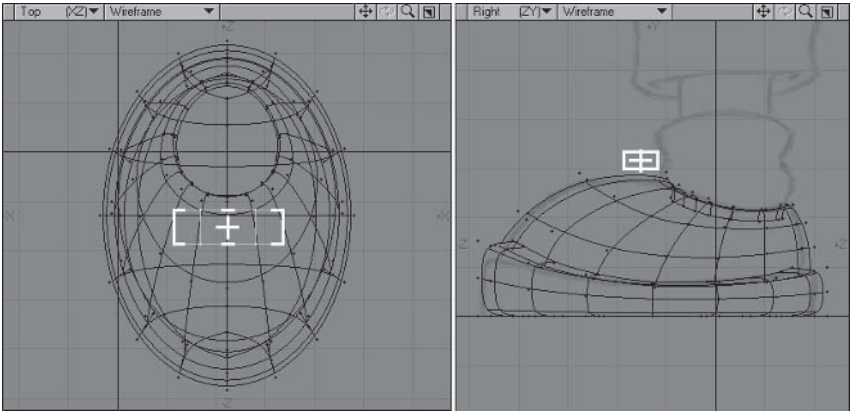 Top (XZ) Wireframe
Right (ZY) Wireframe
+Z
+Y
-X
+X
-Z
+Z
-Z